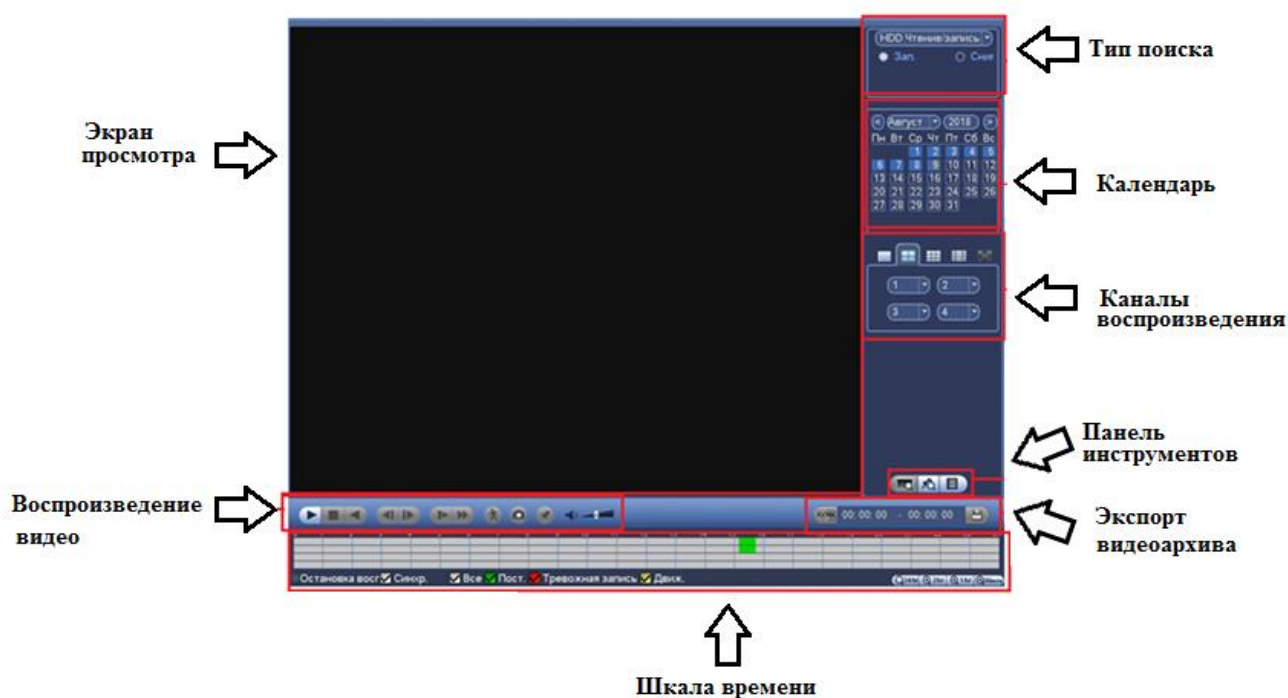 HDD Чтение/запись
Зап.
Тип поиска
Экран
просмотра
Август 2018
Пн Вт Ср Чт Пт Сб Вс
1 2 3 4 5
6 7 8 9 10 11 12
13 14 15 16 17 18 19
20 21 22 23 24 25 26
27 28 29 30 31
Календарь
1 2
3 4
Каналы
воспроизведения
Панель
инструментов
Воспроизведение
видео
00: 00: 00 - 00: 00: 00
Экспорт
видеоархива
Остановка восп Синхр. Все Пост. Тревожная запись Движ.
Шкала времени